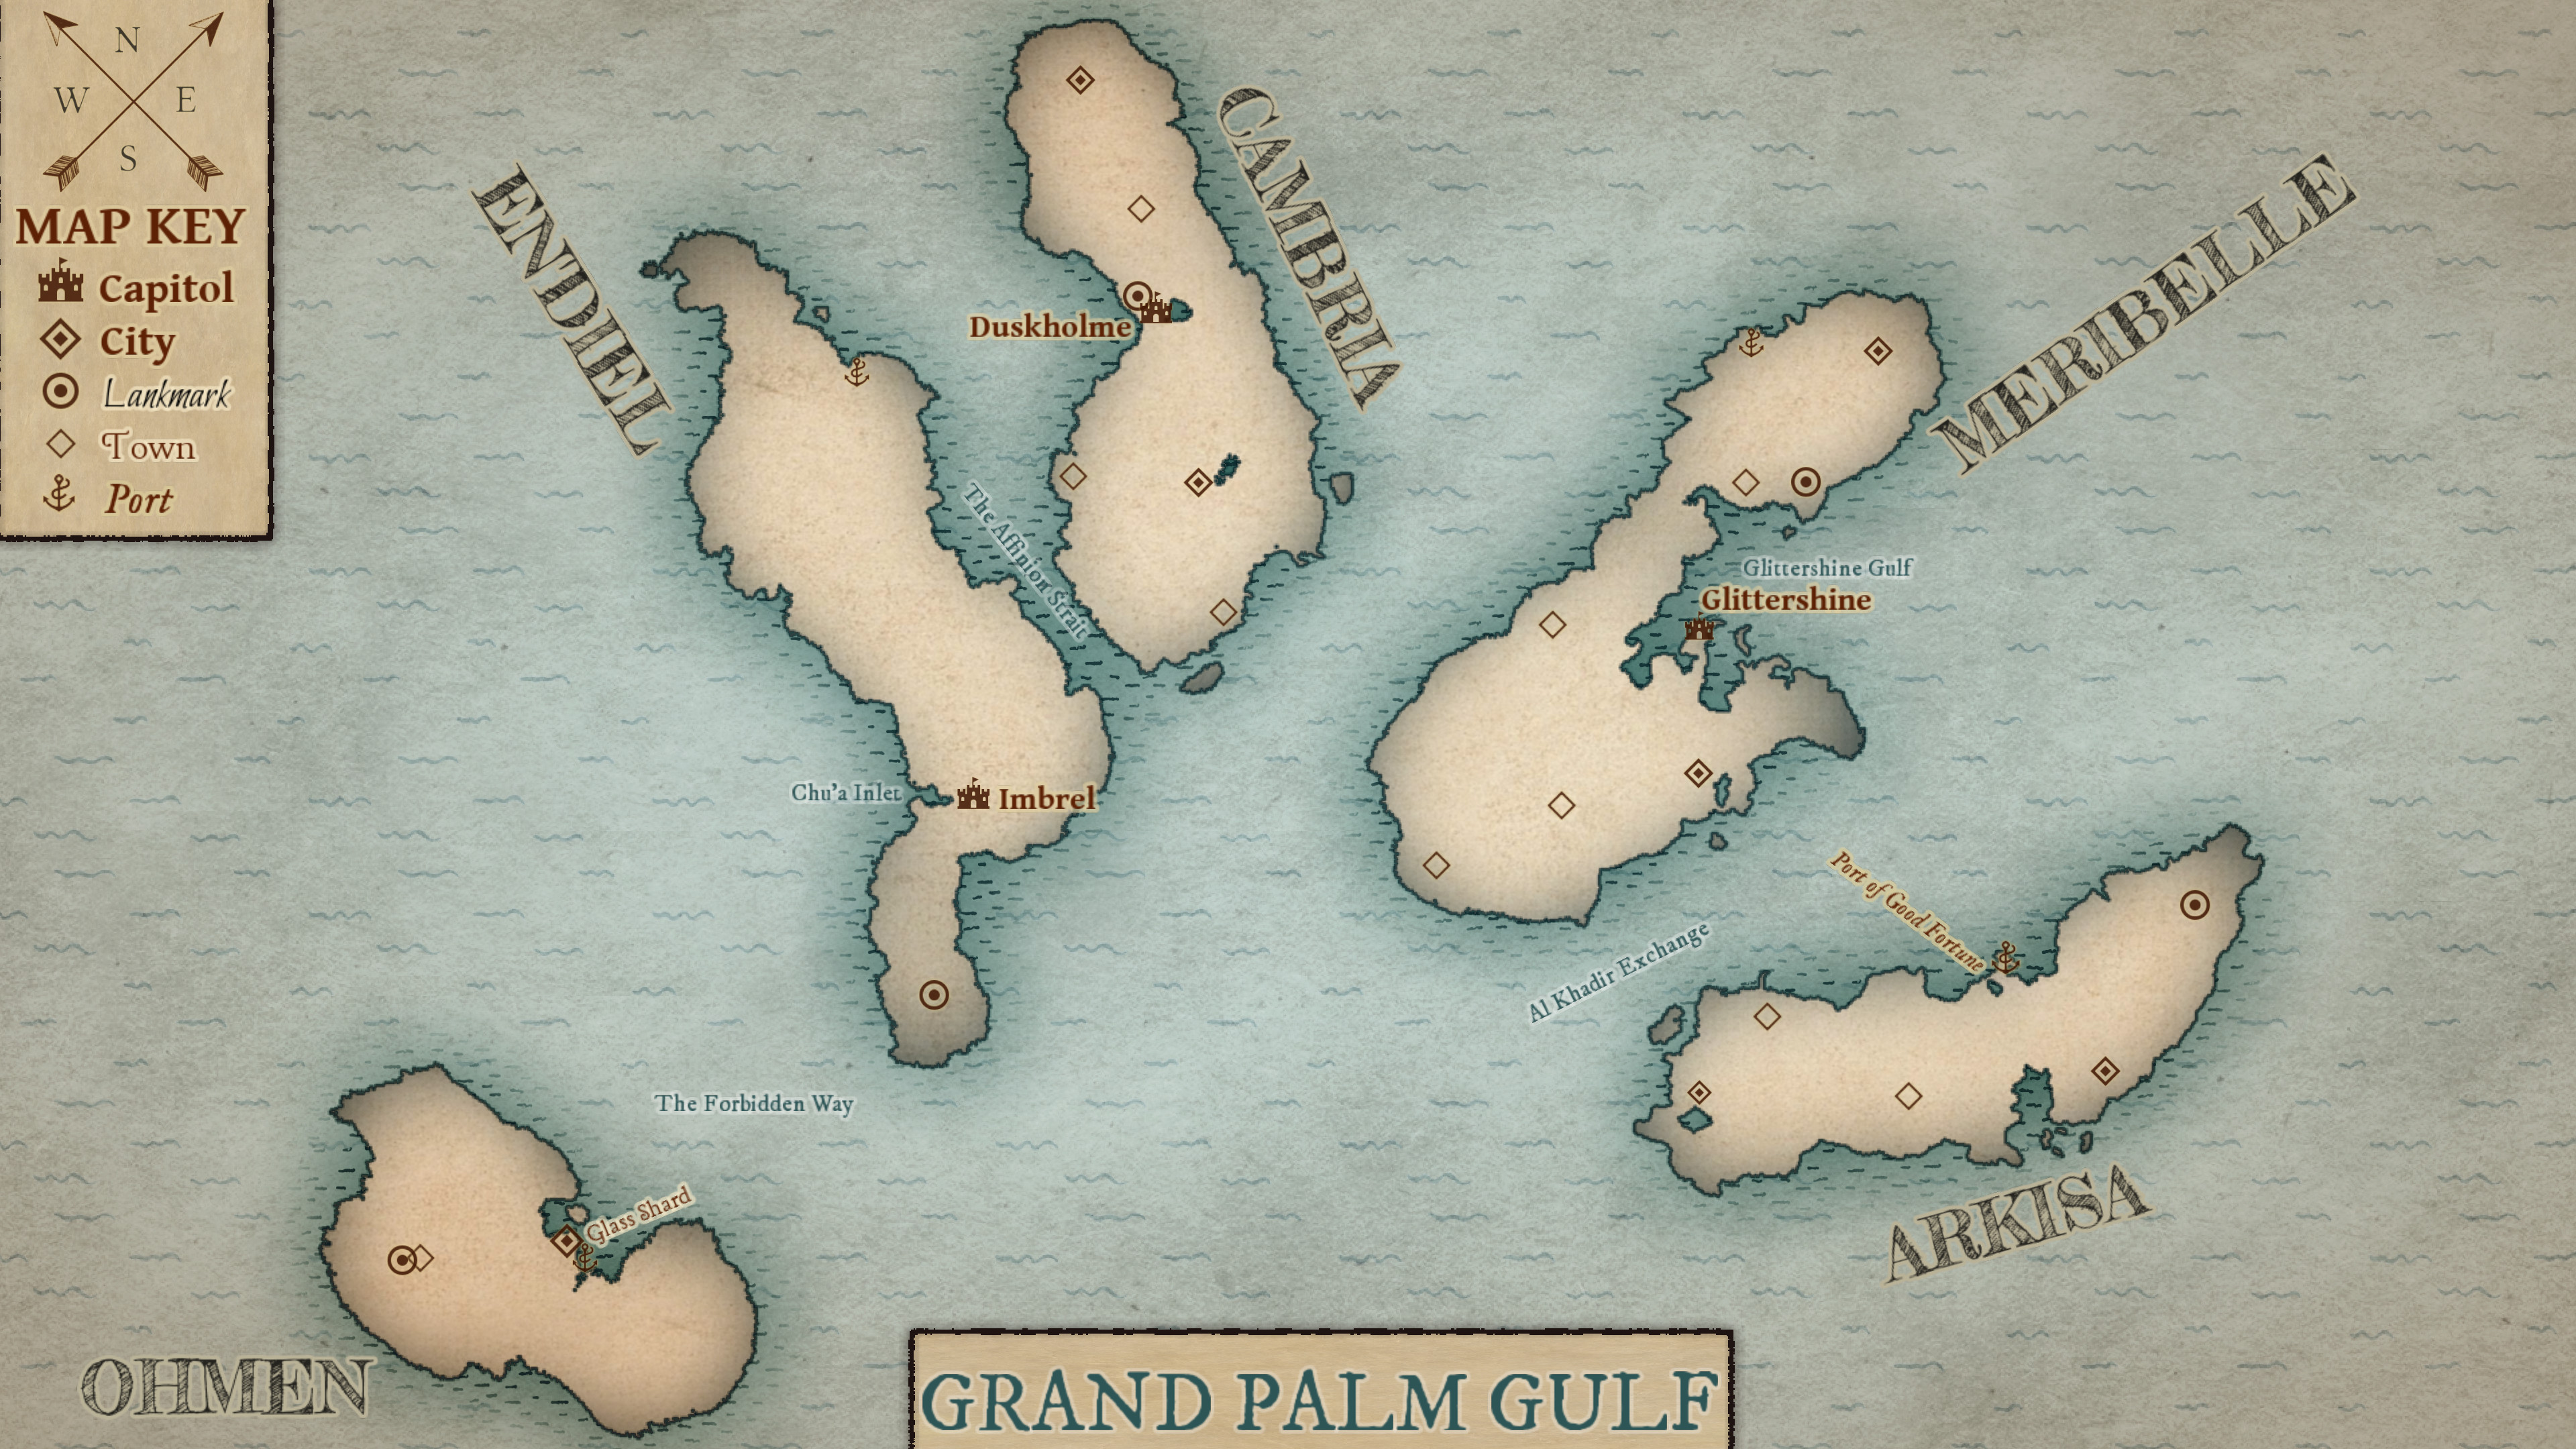 N
W E
S
MAP KEY
Capitol
City
Lankmark
Town
Port
ENDIEL
CAMBRIA
MERIBELLE
Duskholme
The Affinion Strait
Glittershine Gulf
Glittershine
Chu'a Inlet
Imbrel
Port of Good Fortune
Al Khadir Exchange
The Forbidden Way
Glass Shard
ARKISA
OHMEN
GRAND PALM GULF